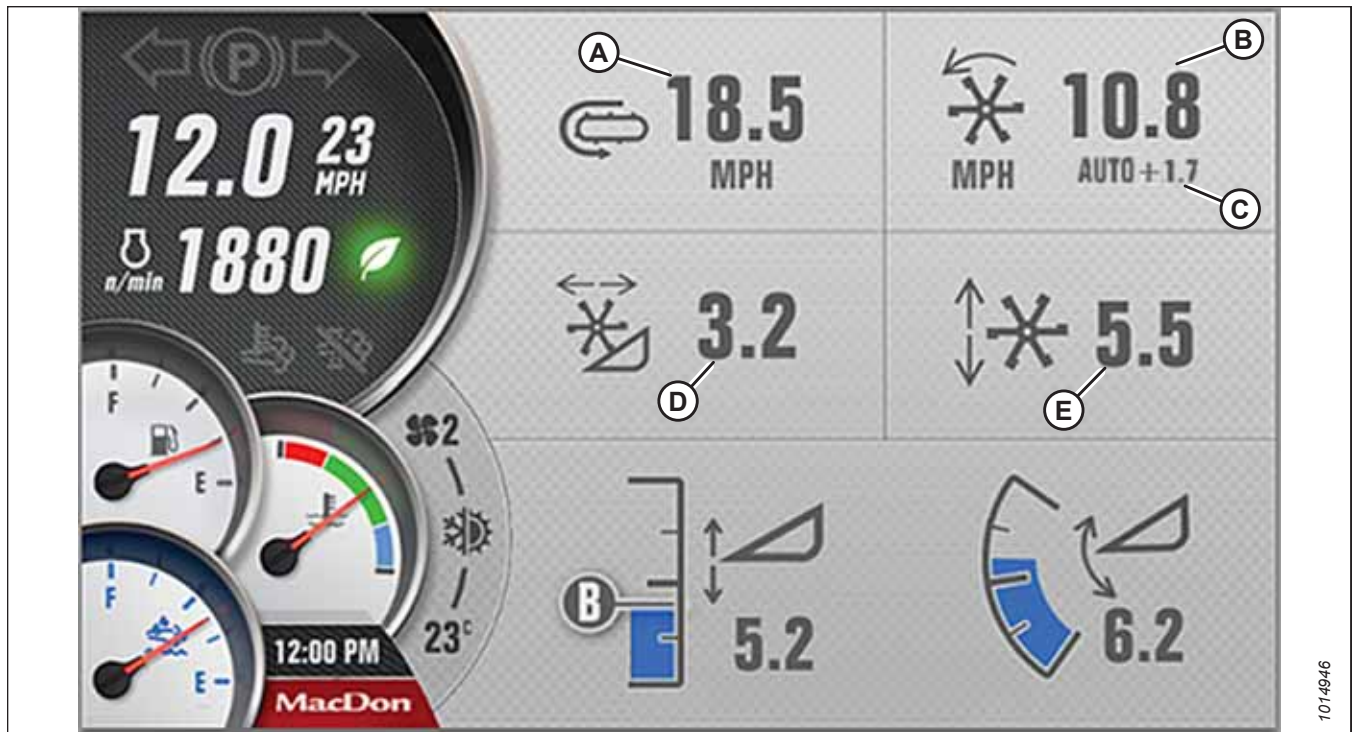 P
12.0 23
MPH
n/min 1880
F
E
F
E
2
23°
12:00 PM
MacDon
A
18.5
MPH
B
10.8
MPH AUTO +1.7
C
3.2
D
5.5
E
B
5.2
6.2
1014946